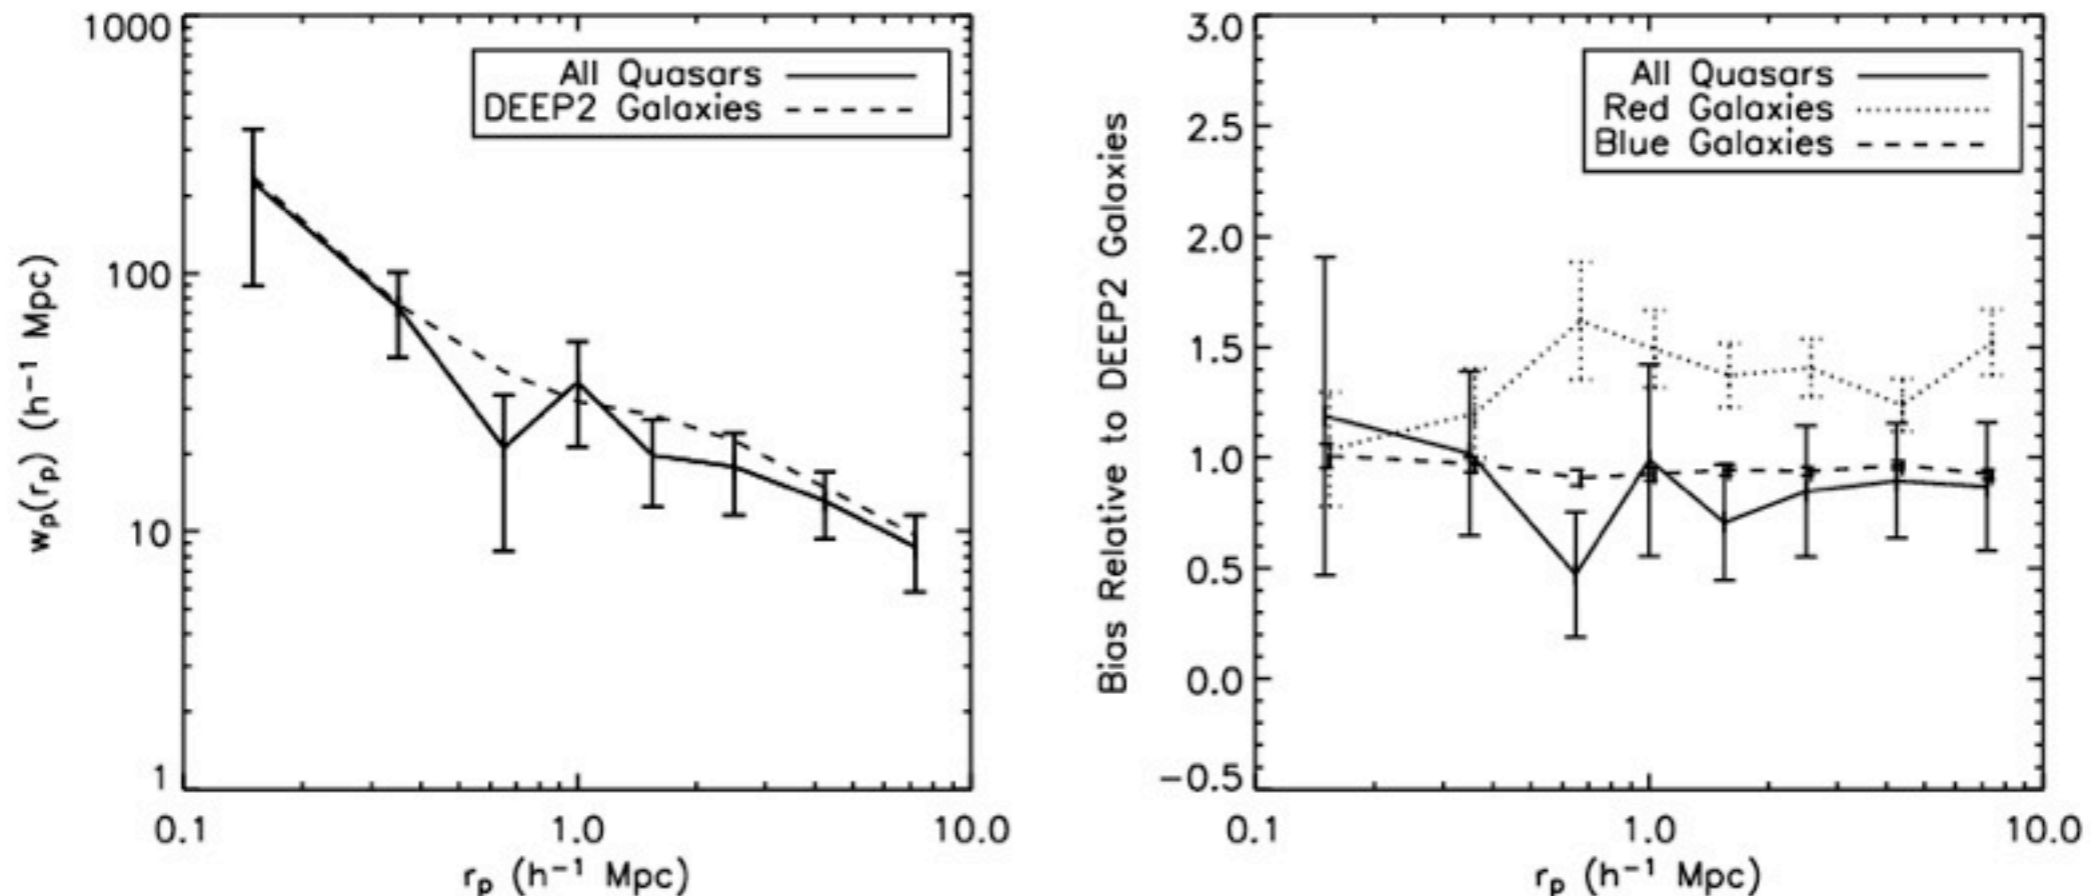 1000
100
10
1
0.1
1.0
10.0
w_p(r_p) (h⁻¹ Mpc)
r_p (h⁻¹ Mpc)
All Quasars
DEEP2 Galaxies
3.0
2.5
2.0
1.5
1.0
0.5
0.0
−0.5
0.1
1.0
10.0
Bias Relative to DEEP2 Galaxies
r_p (h⁻¹ Mpc)
All Quasars
Red Galaxies
Blue Galaxies